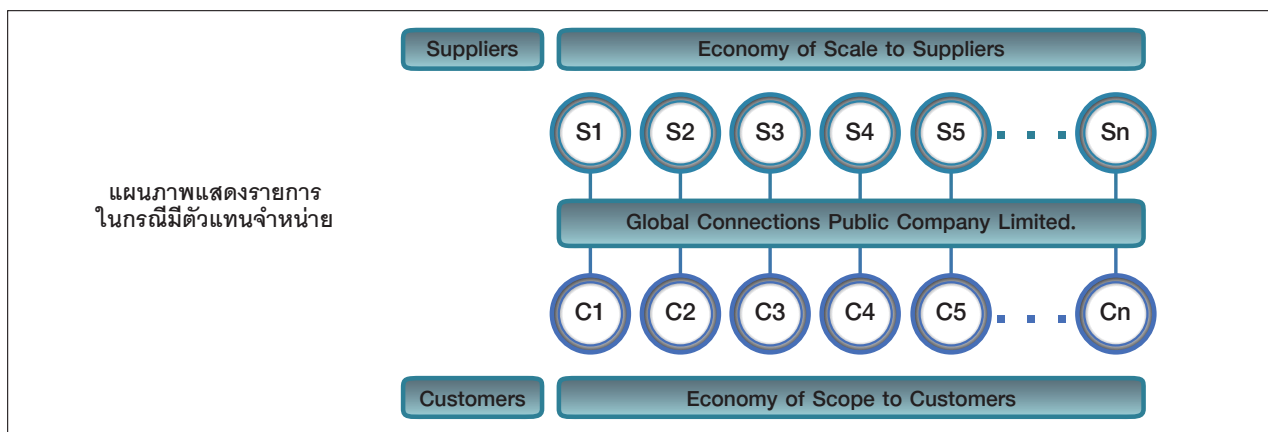 Suppliers Economy of Scale to Suppliers
S1 S2 S3 S4 S5 . . . Sn
แผนภาพแสดงรายการ
ในกรณีมีตัวแทนจำหน่าย
Global Connections Public Company Limited.
C1 C2 C3 C4 C5 . . . Cn
Customers Economy of Scope to Customers